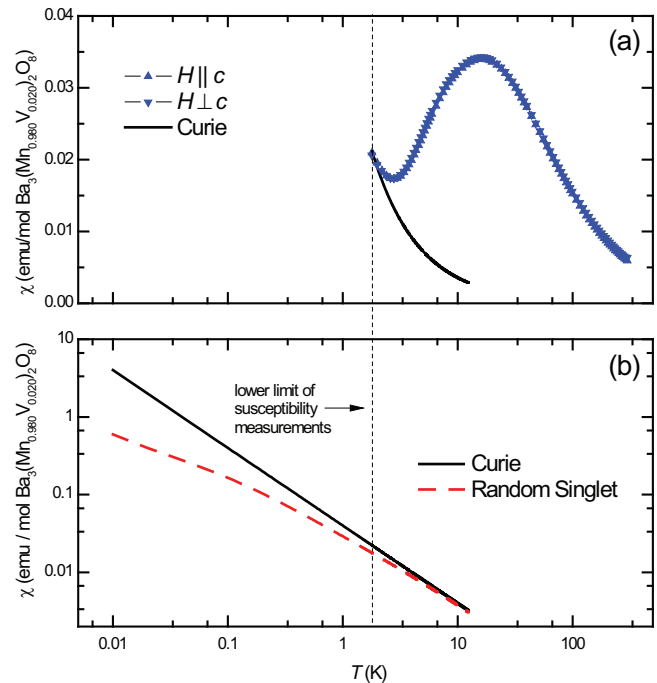 (a)
H || c
H ⊥ c
Curie
0.04
0.03
0.02
0.01
0.00
χ (emu/mol Ba3(Mn0.980V0.020)2O8)
(b)
10
1
0.1
0.01
χ (emu / mol Ba3(Mn0.980V0.020)2O8)
lower limit of
susceptibility
measurements
Curie
Random Singlet
0.01 0.1 1 10 100
T (K)